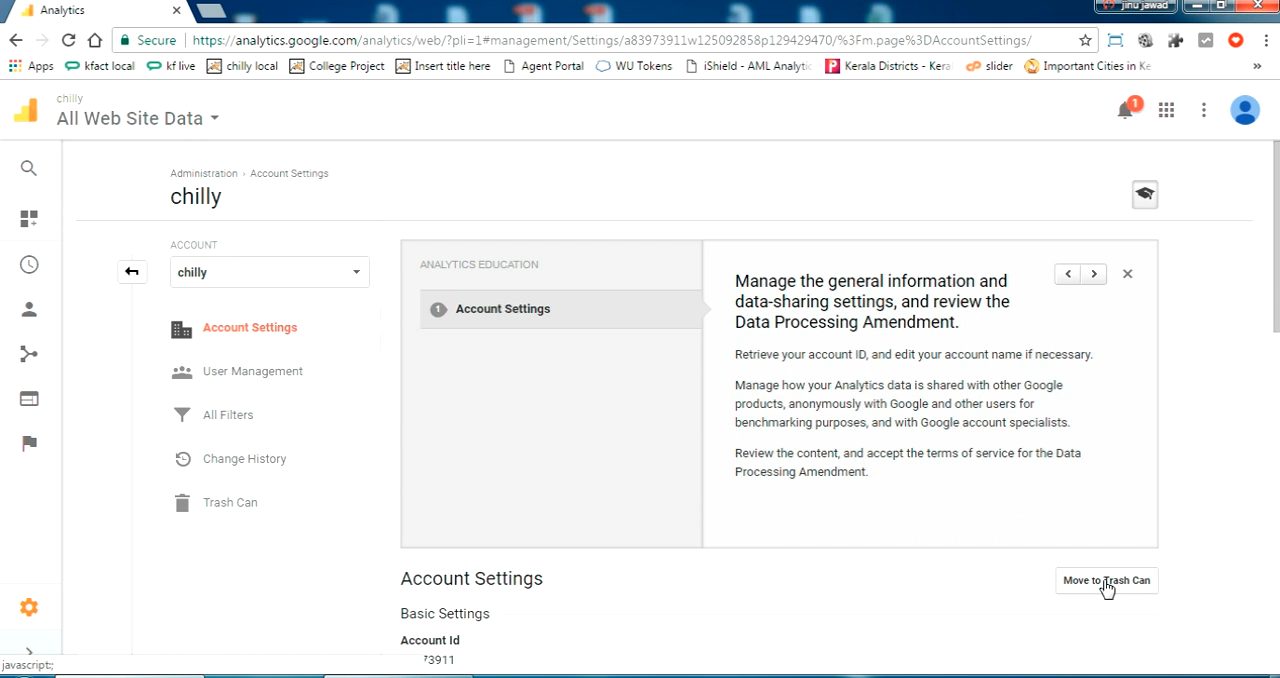 Analytics
jinu jawad
Secure
https://analytics.google.com/analytics/web/?pli=1#management/Settings/a83973911w125092858p129429470/%3Fm.page%3DAccountSettings/
Apps kfact local kf live chilly local College Project Insert title here Agent Portal WU Tokens iShield - AML Analytic Kerala Districts - Kera slider Important Cities in Ke »
chilly
All Web Site Data
1
Administration › Account Settings
chilly
ACCOUNT
chilly
Account Settings
User Management
All Filters
Change History
Trash Can
ANALYTICS EDUCATION
1 Account Settings
Manage the general information and
data-sharing settings, and review the
Data Processing Amendment.
Retrieve your account ID, and edit your account name if necessary.
Manage how your Analytics data is shared with other Google
products, anonymously with Google and other users for
benchmarking purposes, and with Google account specialists.
Review the content, and accept the terms of service for the Data
Processing Amendment.
Account Settings
Move to Trash Can
Basic Settings
Account Id
73911
javascript:;